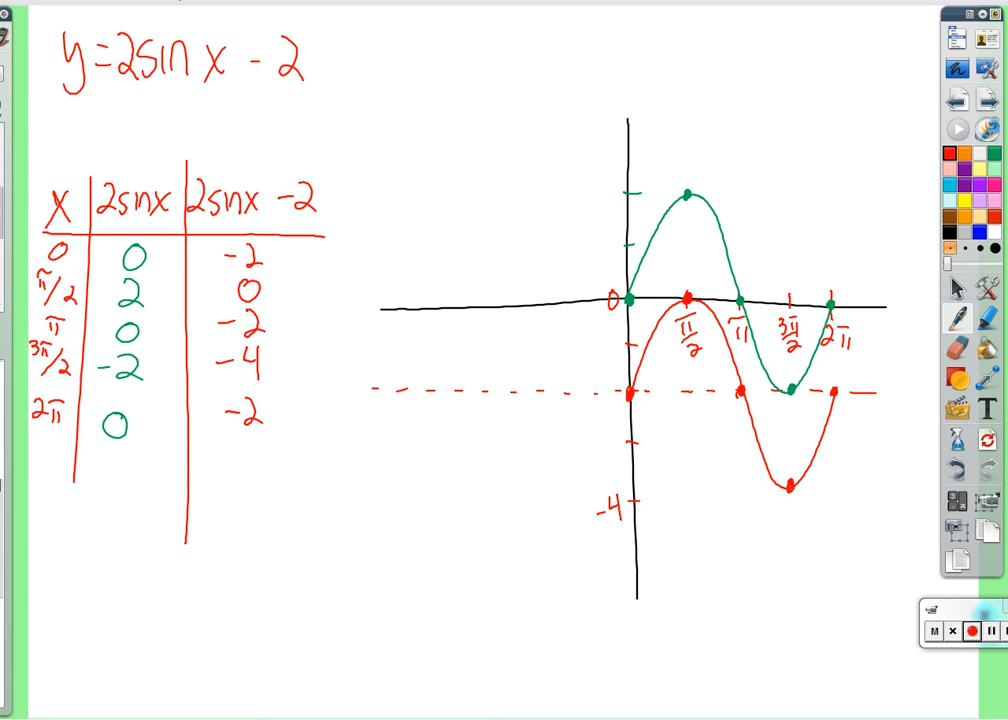 y=2sinx - 2
x 2sinx 2sinx -2
0 0 -2
π/2 2 0
π 0 -2
3π/2 -2 -4
2π 0 -2
0
π/2 π 3π/2 2π
-4
M
T